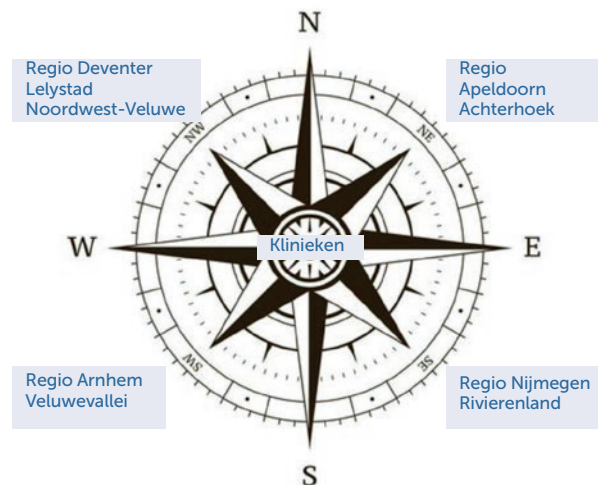 N
Regio Deventer
Lelystad
Noordwest-Veluwe
Regio
Apeldoorn
Achterhoek
NW
NE
W
Klinieken
E
SW
SE
Regio Arnhem
Veluwevallei
Regio Nijmegen
Rivierenland
S